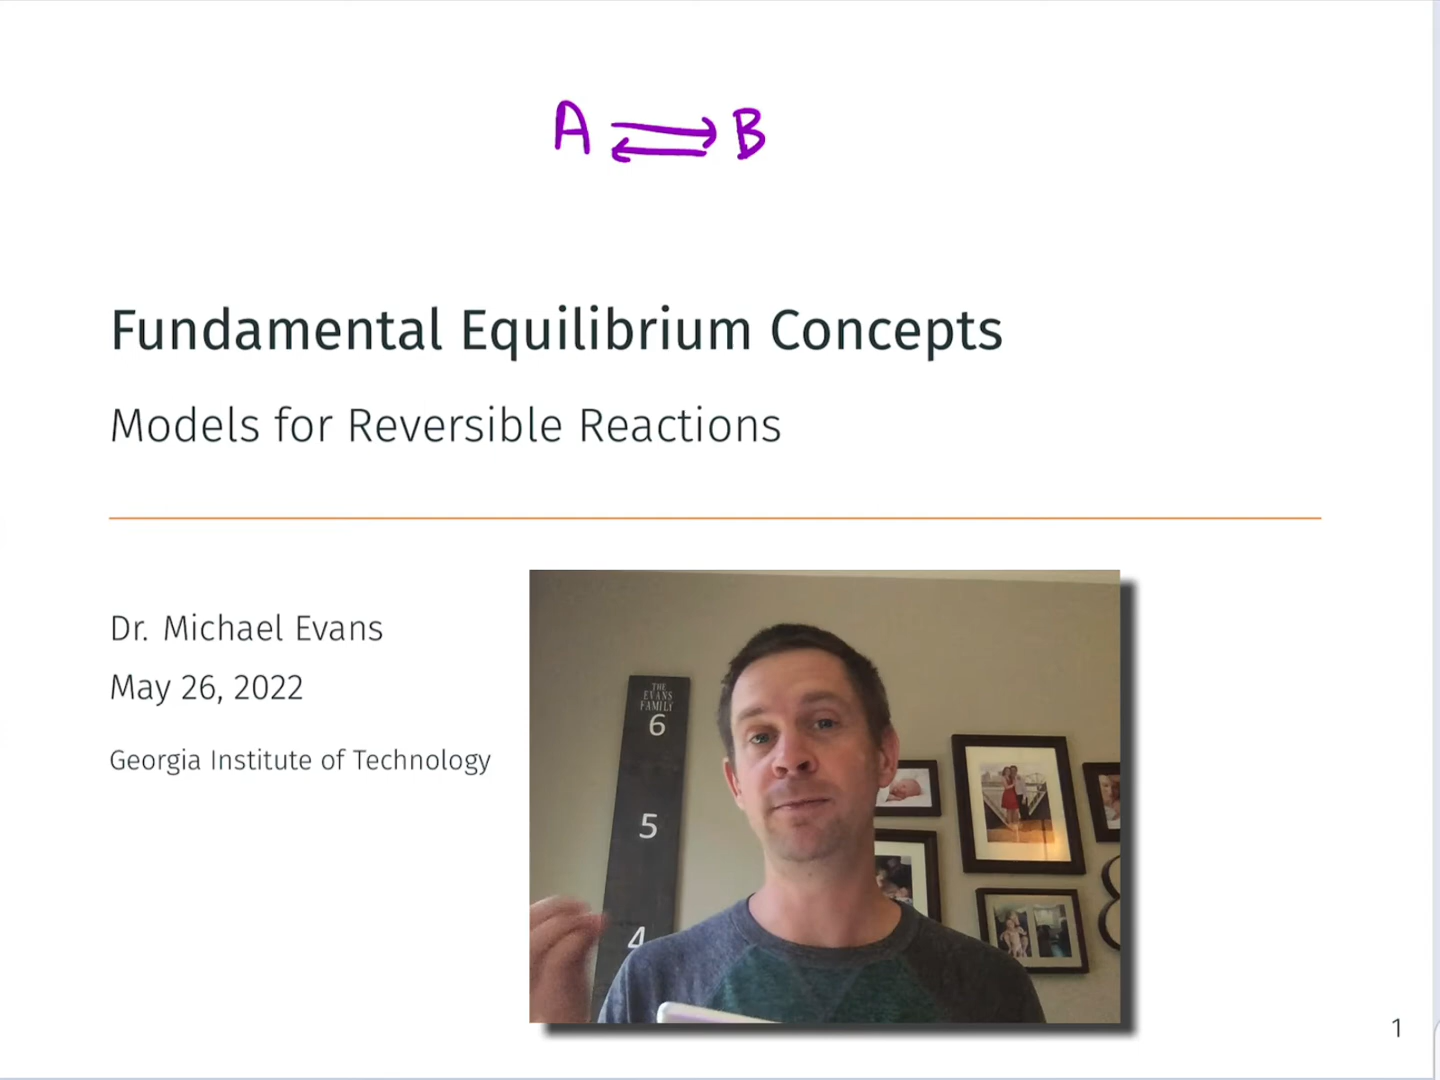 A ⇌ B
Fundamental Equilibrium Concepts
Models for Reversible Reactions
Dr. Michael Evans
May 26, 2022
Georgia Institute of Technology
THE
EVANS
FAMILY
6
5
4
1